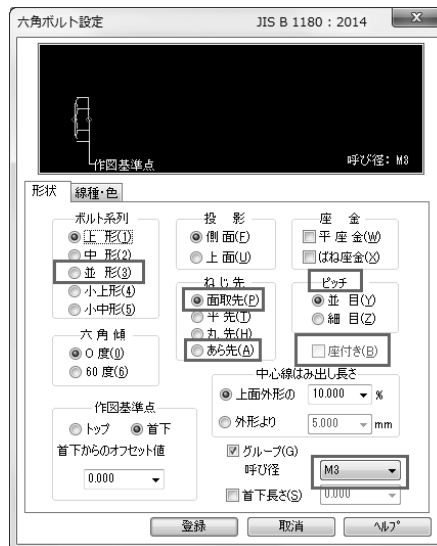 六角ボルト設定 JIS B 1180 : 2014
作図基準点 呼び径: M3
形状 線種・色
ボルト系列
上 形(1)
中 形(2)
並 形(3)
小上形(4)
小中形(5)
投 影
側 面(F)
上 面(U)
座 金
平 座 金(W)
ばね座金(X)
ねじ先
面取先(P)
平 先(T)
丸 先(H)
あら先(A)
ピッチ
並 目(Y)
細 目(Z)
座付き(B)
六 角 傾
0 度(0)
60 度(6)
中心線はみ出し長さ
上面外形の 10.000 %
外形より 5.000 mm
作図基準点
トップ 首下
首下からのオフセット値
0.000
グループ(G)
呼び径 M3
首下長さ(S) 0.000
登録 取消 ヘルプ